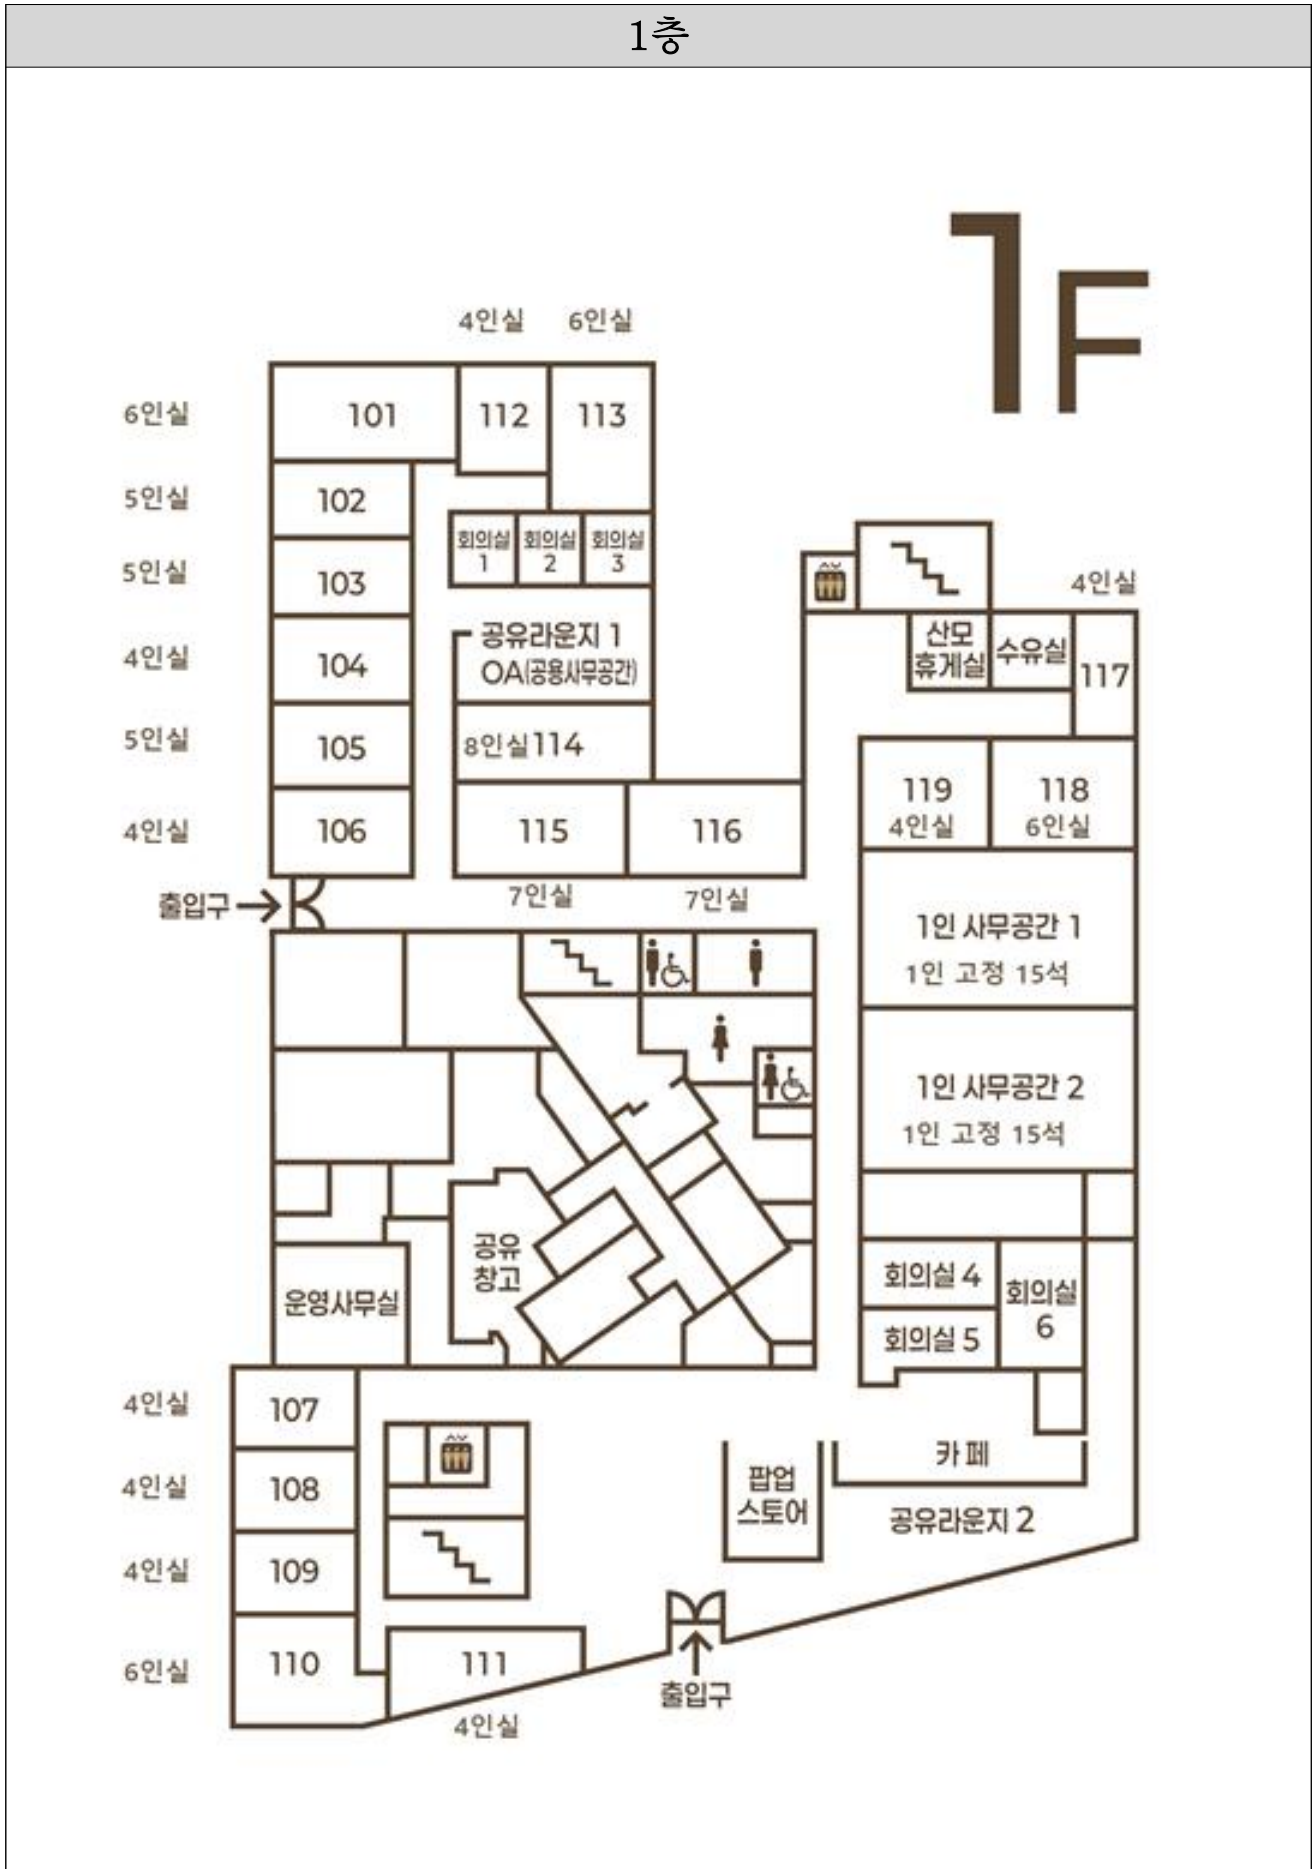 1층
1F
4인실 6인실
6인실 101 112 113
5인실 102
회의실 1 회의실 2 회의실 3
5인실 103
4인실
공유라운지 1
OA(공용사무공간)
4인실 104
산모
휴게실
수유실
117
5인실 105
8인실 114
119
4인실
118
6인실
4인실 106
115
116
7인실
7인실
출입구
1인 사무공간 1
1인 고정 15석
1인 사무공간 2
1인 고정 15석
공유
창고
운영사무실
회의실 4
회의실 5
회의실
6
4인실 107
4인실 108
4인실 109
6인실 110
111
4인실
팝업
스토어
카페
공유라운지 2
출입구